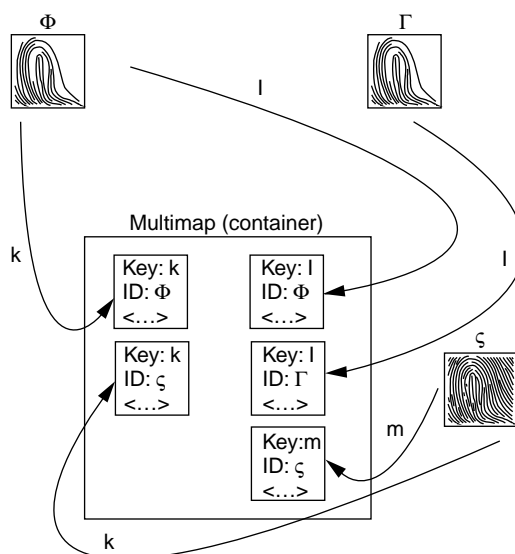 Φ
Γ
l
k
Multimap (container)
l
Key: k
ID: Φ
<...>
Key: l
ID: Φ
<...>
Key: k
ID: ς
<...>
Key: l
ID: Γ
<...>
ς
m
Key:m
ID: ς
<...>
k